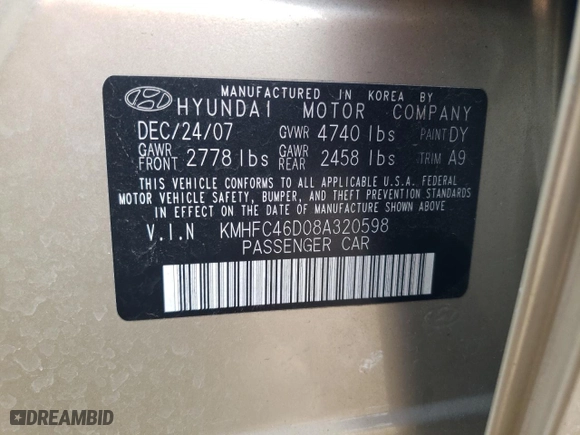 MANUFACTURED IN KOREA BY
HYUNDAI MOTOR COMPANY
DEC/24/07 GVWR 4740 lbs PAINT DY
GAWR FRONT 2778 lbs GAWR REAR 2458 lbs TRIM A9
THIS VEHICLE CONFORMS TO ALL APPLICABLE U.S.A. FEDERAL
MOTOR VEHICLE SAFETY, BUMPER, AND THEFT PREVENTION STANDARDS
IN EFFECT ON THE DATE OF MANUFACTURE SHOWN ABOVE.
V.I.N KMHFC46D08A320598
PASSENGER CAR
DREAMBID